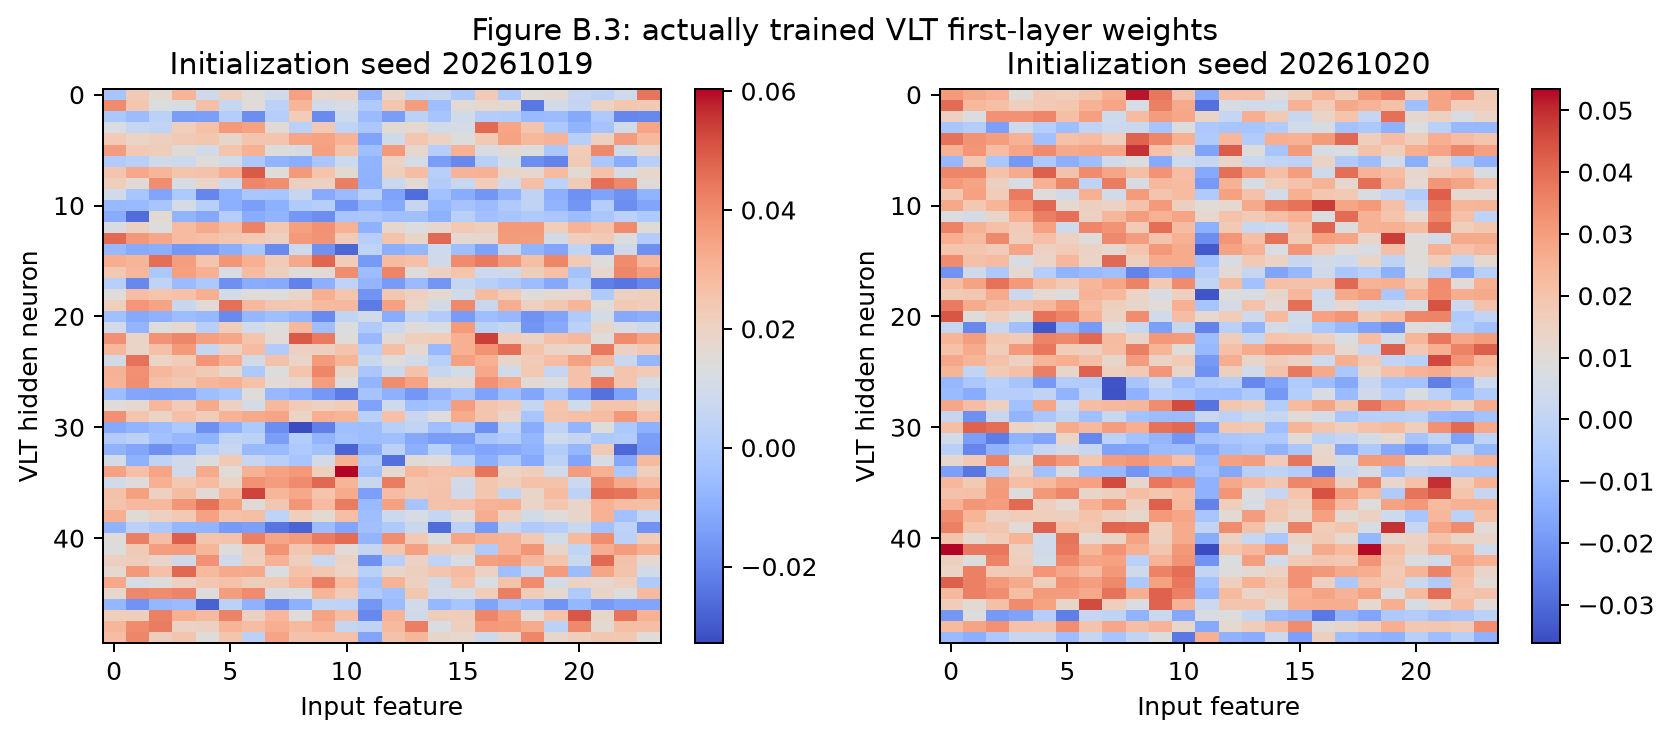 Figure B.3: actually trained VLT first-layer weights
Initialization seed 20261019
VLT hidden neuron
0
10
20
30
40
0 5 10 15 20
Input feature
0.06
0.04
0.02
0.00
−0.02
Initialization seed 20261020
VLT hidden neuron
0
10
20
30
40
0 5 10 15 20
Input feature
0.05
0.04
0.03
0.02
0.01
0.00
−0.01
−0.02
−0.03